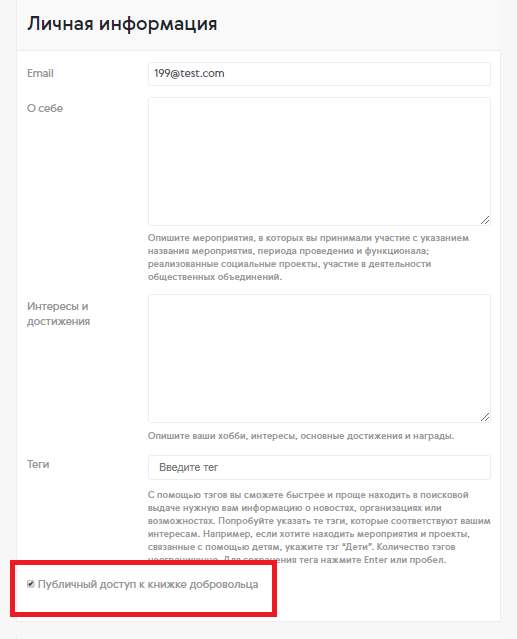 Личная информация
Email
199@test.com
О себе
Опишите мероприятия, в которых вы принимали участие с указанием
названия мероприятия, периода проведения и функционала;
реализованные социальные проекты, участие в деятельности
общественных объединений.
Интересы и
достижения
Опишите ваши хобби, интересы, основные достижения и награды.
Теги
Введите тег
С помощью тэгов вы сможете быстрее и проще находить в поисковой
выдаче нужную вам информацию о новостях, организациях или
возможностях. Попробуйте указать те тэги, которые соответствуют вашим
интересам. Например, если хотите находить мероприятия и проекты,
связанные с помощью детям, укажите тэг "Дети". Количество тэгов
неограниченно. Для сохранения тега нажмите Enter или пробел.
Публичный доступ к книжке добровольца